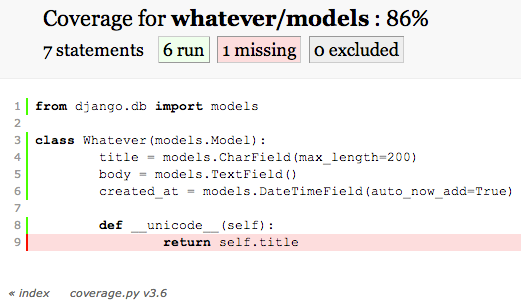 Coverage for whatever/models : 86%
7 statements 6 run 1 missing 0 excluded
1 from django.db import models
2
3 class Whatever(models.Model):
4 title = models.CharField(max_length=200)
5 body = models.TextField()
6 created_at = models.DateTimeField(auto_now_add=True)
7
8 def __unicode__(self):
9 return self.title
« index coverage.py v3.6